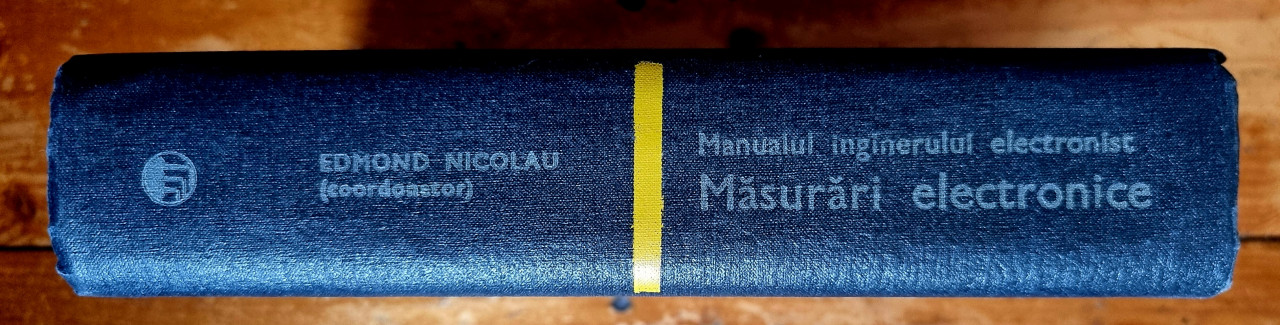 EDMOND NICOLAU
(coordonator)
Manualul inginerului electronist
Măsurări electronice